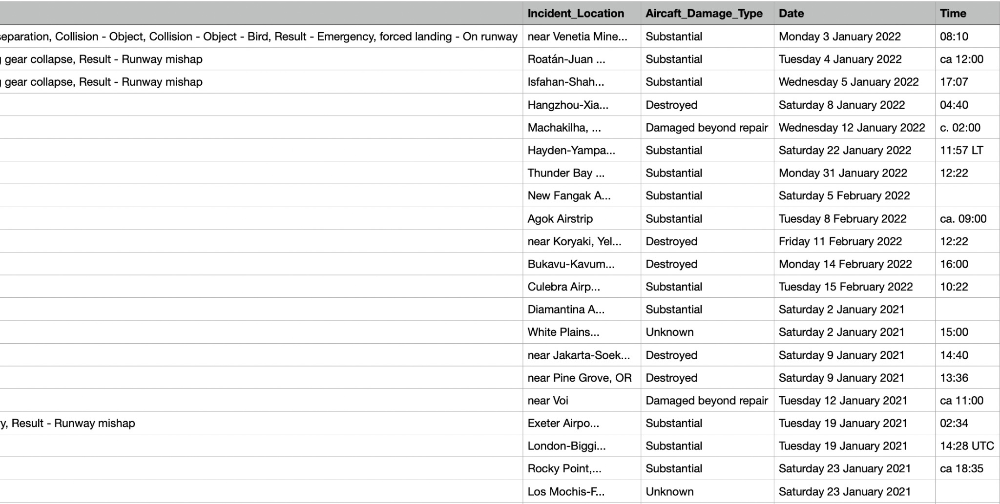 Incident_Location Aircaft_Damage_Type Date Time
separation, Collision - Object, Collision - Object - Bird, Result - Emergency, forced landing - On runway near Venetia Mine... Substantial Monday 3 January 2022 08:10
g gear collapse, Result - Runway mishap Roatán-Juan ... Substantial Tuesday 4 January 2022 ca 12:00
g gear collapse, Result - Runway mishap Isfahan-Shah... Substantial Wednesday 5 January 2022 17:07
Hangzhou-Xia... Destroyed Saturday 8 January 2022 04:40
Machakilha, ... Damaged beyond repair Wednesday 12 January 2022 c. 02:00
Hayden-Yampa... Substantial Saturday 22 January 2022 11:57 LT
Thunder Bay ... Substantial Monday 31 January 2022 12:22
New Fangak A... Substantial Saturday 5 February 2022
Agok Airstrip Substantial Tuesday 8 February 2022 ca. 09:00
near Koryaki, Yel... Destroyed Friday 11 February 2022 12:22
Bukavu-Kavum... Destroyed Monday 14 February 2022 16:00
Culebra Airp... Substantial Tuesday 15 February 2022 10:22
Diamantina A... Substantial Saturday 2 January 2021
White Plains... Unknown Saturday 2 January 2021 15:00
near Jakarta-Soek... Destroyed Saturday 9 January 2021 14:40
near Pine Grove, OR Destroyed Saturday 9 January 2021 13:36
near Voi Damaged beyond repair Tuesday 12 January 2021 ca 11:00
y, Result - Runway mishap Exeter Airpo... Substantial Tuesday 19 January 2021 02:34
London-Biggi... Substantial Tuesday 19 January 2021 14:28 UTC
Rocky Point,... Substantial Saturday 23 January 2021 ca 18:35
Los Mochis-F... Unknown Saturday 23 January 2021